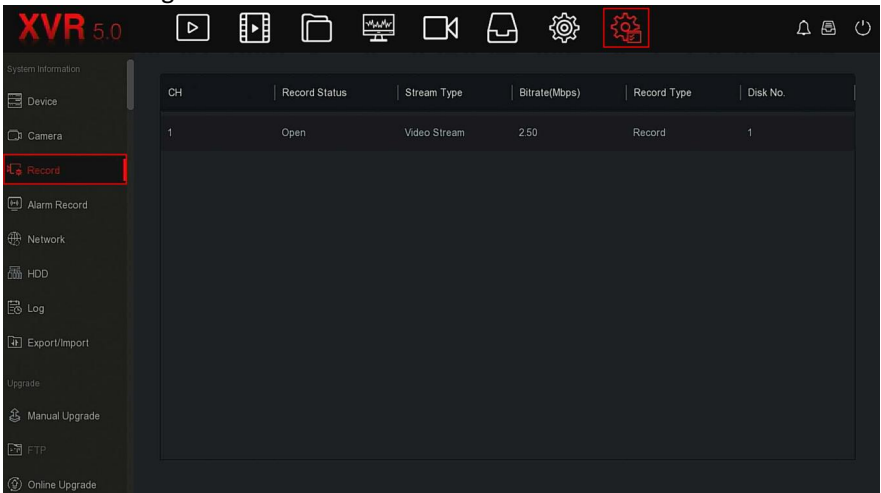 XVR 5.0
System Information
Device
Camera
Record
Alarm Record
Network
HDD
Log
Export/Import
Upgrade
Manual Upgrade
FTP
Online Upgrade
CH Record Status Stream Type Bitrate(Mbps) Record Type Disk No.
1 Open Video Stream 2.50 Record 1